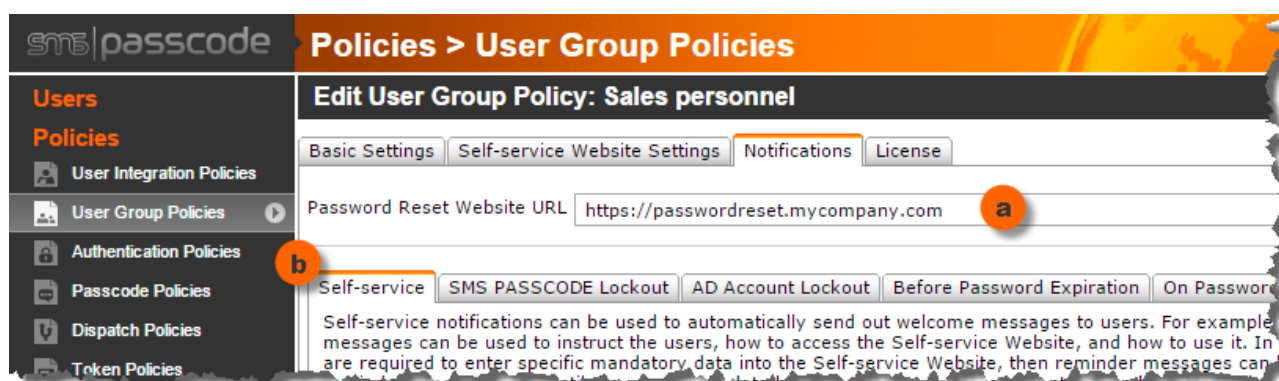 sms|passcode
Policies > User Group Policies
Users
Policies
User Integration Policies
User Group Policies
Authentication Policies
Passcode Policies
Dispatch Policies
Token Policies
Edit User Group Policy: Sales personnel
Basic Settings Self-service Website Settings Notifications License
Password Reset Website URL https://passwordreset.mycompany.com a
b
Self-service SMS PASSCODE Lockout AD Account Lockout Before Password Expiration On Password
Self-service notifications can be used to automatically send out welcome messages to users. For example
messages can be used to instruct the users, how to access the Self-service Website, and how to use it. In
are required to enter specific mandatory data into the Self-service Website, then reminder messages can